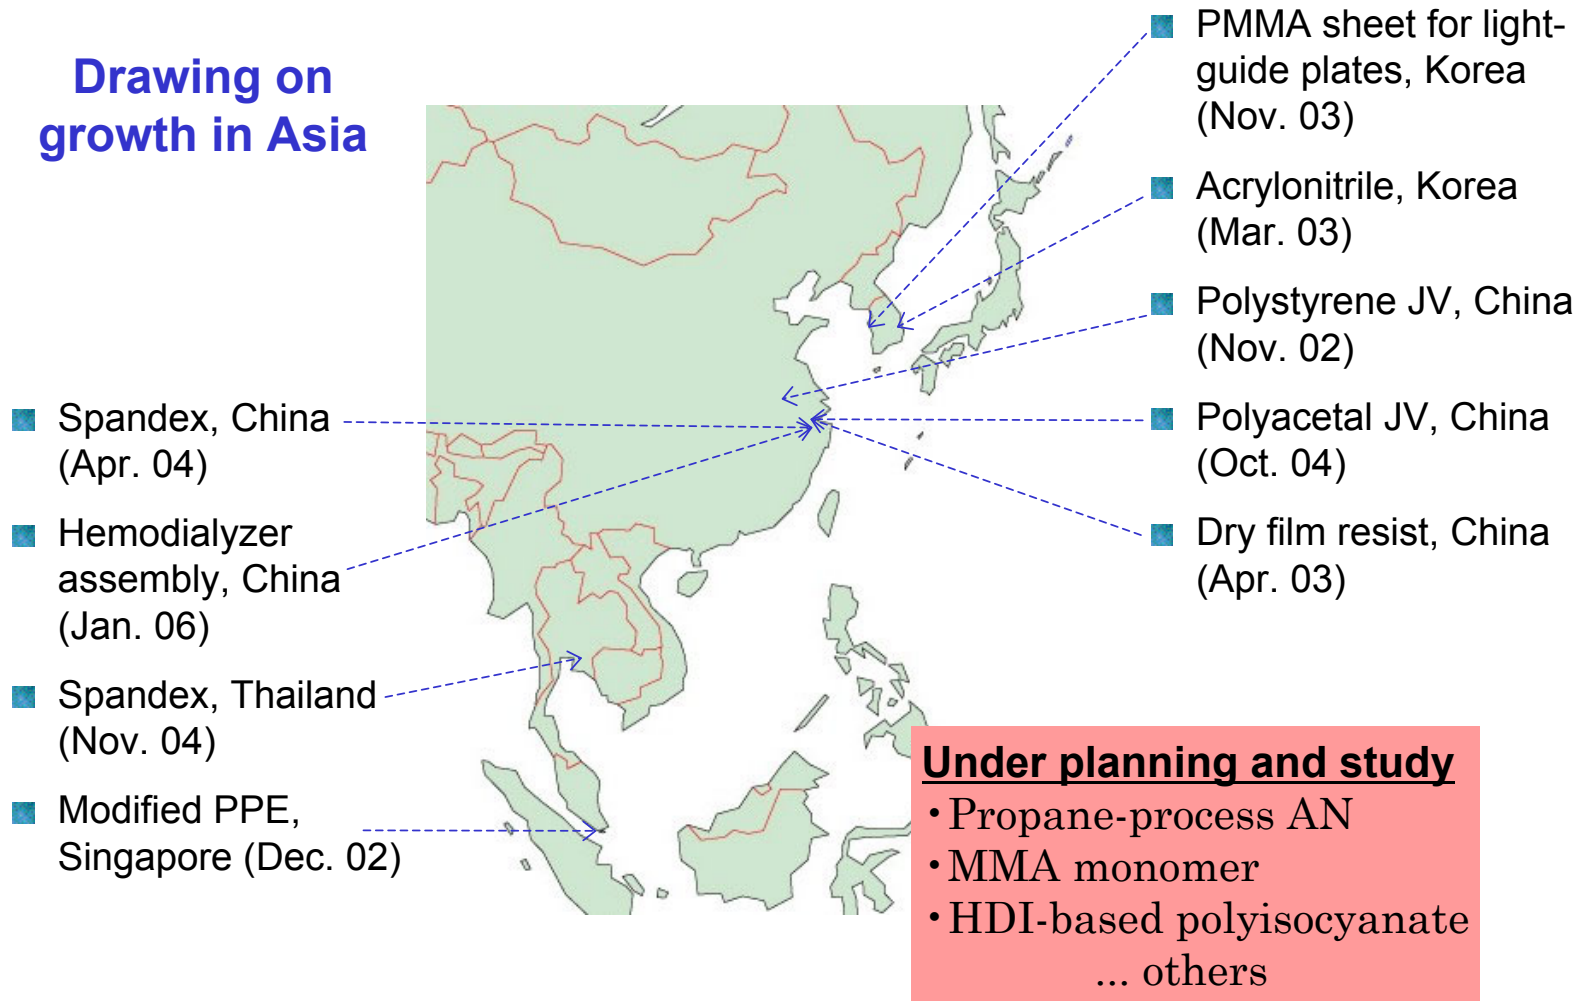 Drawing on
growth in Asia
Spandex, China
(Apr. 04)
Hemodialyzer
assembly, China
(Jan. 06)
Spandex, Thailand
(Nov. 04)
Modified PPE,
Singapore (Dec. 02)
PMMA sheet for light-
guide plates, Korea
(Nov. 03)
Acrylonitrile, Korea
(Mar. 03)
Polystyrene JV, China
(Nov. 02)
Polyacetal JV, China
(Oct. 04)
Dry film resist, China
(Apr. 03)
Under planning and study
・Propane-process AN
・MMA monomer
・HDI-based polyisocyanate
... others